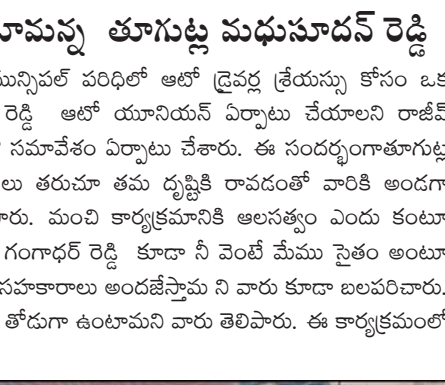 మన్న తూగుట్ల మధుసూదన్ రెడ్డి
మున్సిపల్ పరిధిలో ఆటో డ్రైవర్ల శ్రేయస్సు కోసం ఒక
రెడ్డి ఆటో యూనియన్ ఏర్పాటు చేయాలని రాజీవ్
సమావేశం ఏర్పాటు చేశారు. ఈ సందర్భంగాతూగుట్ల
లు తరుచూ తమ దృష్టికి రావడంతో వారికి అండగా
రు. మంచి కార్యక్రమానికి ఆలసత్వం ఎందు కంటూ
గంగాధర్ రెడ్డి కూడా నీ వెంటే మేము సైతం అంటూ
సహకారాలు అందజేస్తామ ని వారు కూడా బలపరిచారు.
తోడుగా ఉంటామని వారు తెలిపారు. ఈ కార్యక్రమంలో